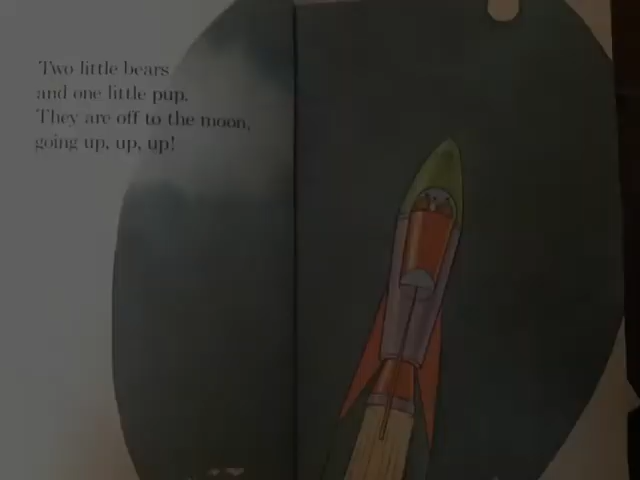 Two little bears
and one little pup.
They are off to the moon,
going up, up, up!